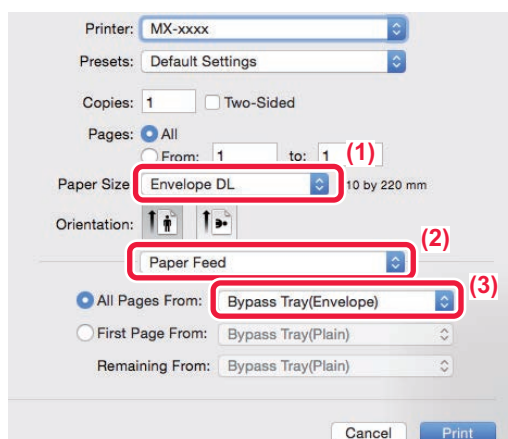 Printer: MX-xxxx
Presets: Default Settings
Copies: 1 Two-Sided
Pages: All
From: 1 to: 1 (1)
Paper Size Envelope DL 10 by 220 mm
Orientation:
(2)
Paper Feed
(3)
All Pages From: Bypass Tray(Envelope)
First Page From: Bypass Tray(Plain)
Remaining From: Bypass Tray(Plain)
Cancel Print